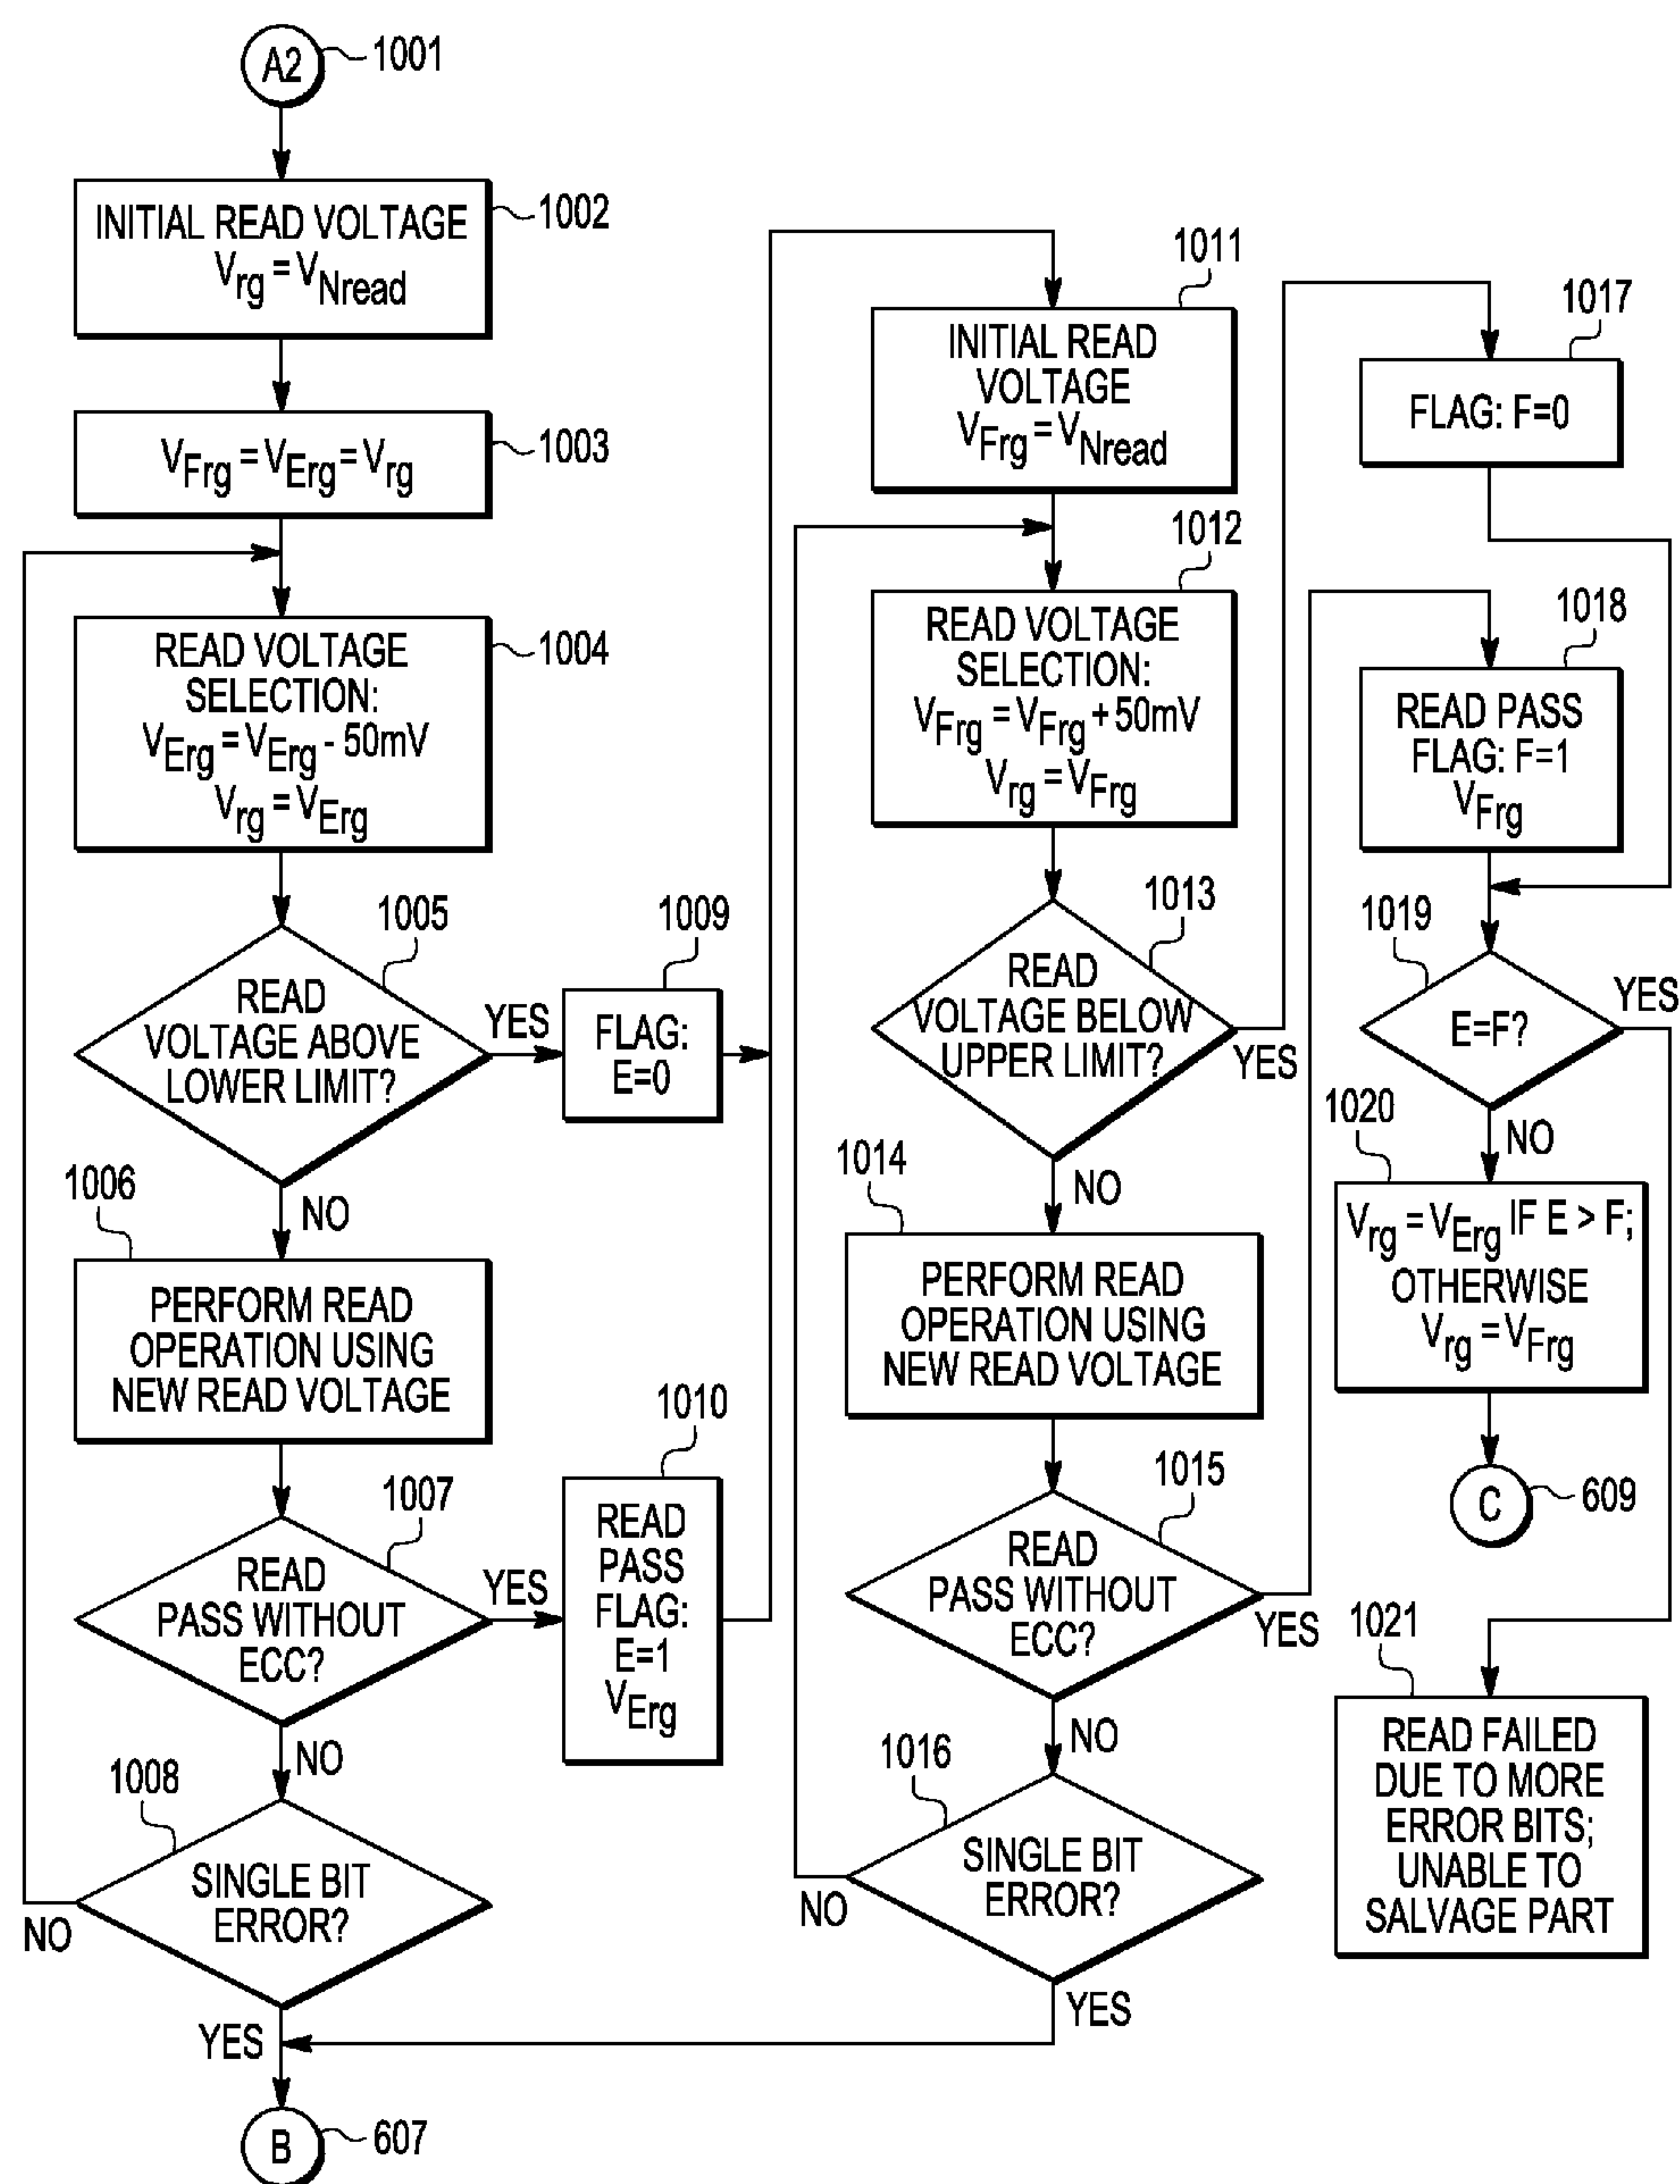 A2
1001
INITIAL READ VOLTAGE
Vrg = VNread
1002
VFrg = VErg = Vrg
1003
READ VOLTAGE
SELECTION:
VErg = VErg - 50mV
Vrg = VErg
1004
READ
VOLTAGE ABOVE
LOWER LIMIT?
1005
YES
NO
1009
FLAG:
E=0
1006
PERFORM READ
OPERATION USING
NEW READ VOLTAGE
1007
READ
PASS WITHOUT
ECC?
YES
NO
1010
READ
PASS
FLAG:
E=1
VErg
1008
SINGLE BIT
ERROR?
NO
YES
B
607
1011
INITIAL READ
VOLTAGE
VFrg = VNread
1012
READ VOLTAGE
SELECTION:
VFrg = VFrg + 50mV
Vrg = VFrg
1013
READ
VOLTAGE BELOW
UPPER LIMIT?
YES
NO
1014
PERFORM READ
OPERATION USING
NEW READ VOLTAGE
1015
READ
PASS WITHOUT
ECC?
YES
NO
1016
SINGLE BIT
ERROR?
NO
YES
1017
FLAG: F=0
1018
READ PASS
FLAG: F=1
VFrg
1019
E=F?
YES
NO
1020
Vrg = VErg IF E > F;
OTHERWISE
Vrg = VFrg
C
609
1021
READ FAILED
DUE TO MORE
ERROR BITS;
UNABLE TO
SALVAGE PART